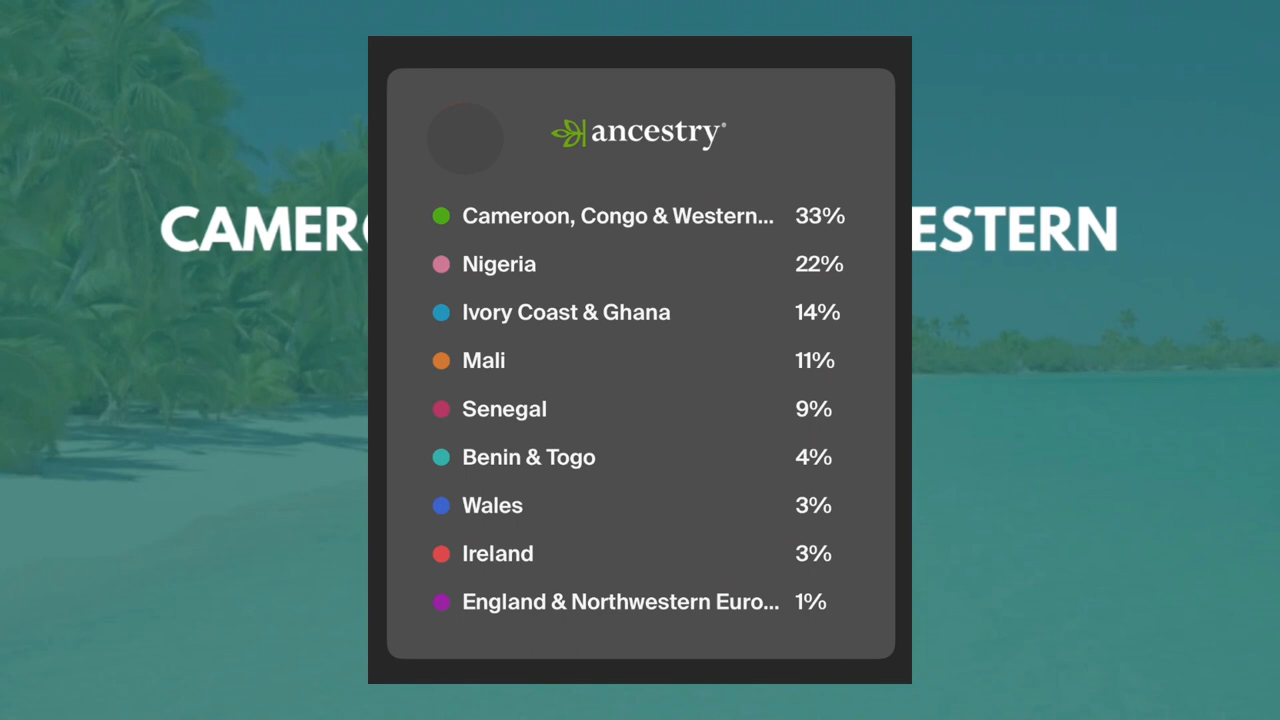 ancestry®
CAMER ESTERN
Cameroon, Congo & Western... 33%
Nigeria 22%
Ivory Coast & Ghana 14%
Mali 11%
Senegal 9%
Benin & Togo 4%
Wales 3%
Ireland 3%
England & Northwestern Euro... 1%